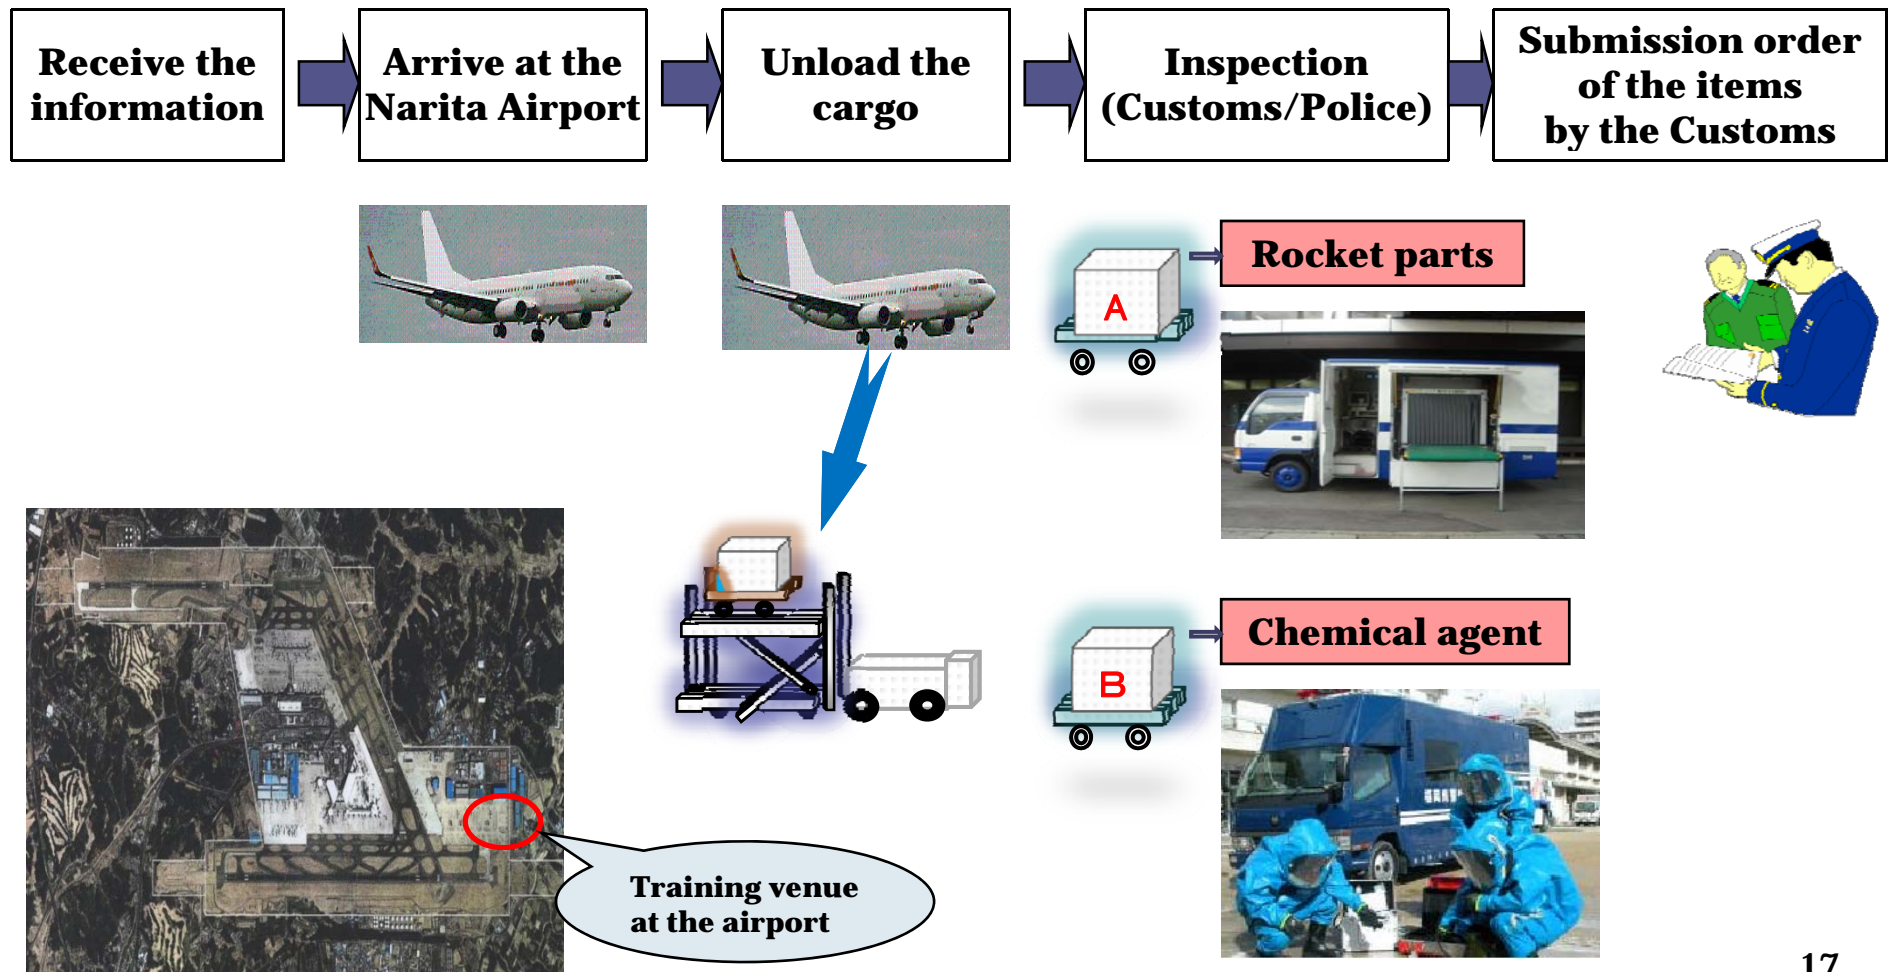 Receive the
information
Arrive at the
Narita Airport
Unload the
cargo
Inspection
(Customs/Police)
Submission order
of the items
by the Customs
A
Rocket parts
B
Chemical agent
Training venue
at the airport
17